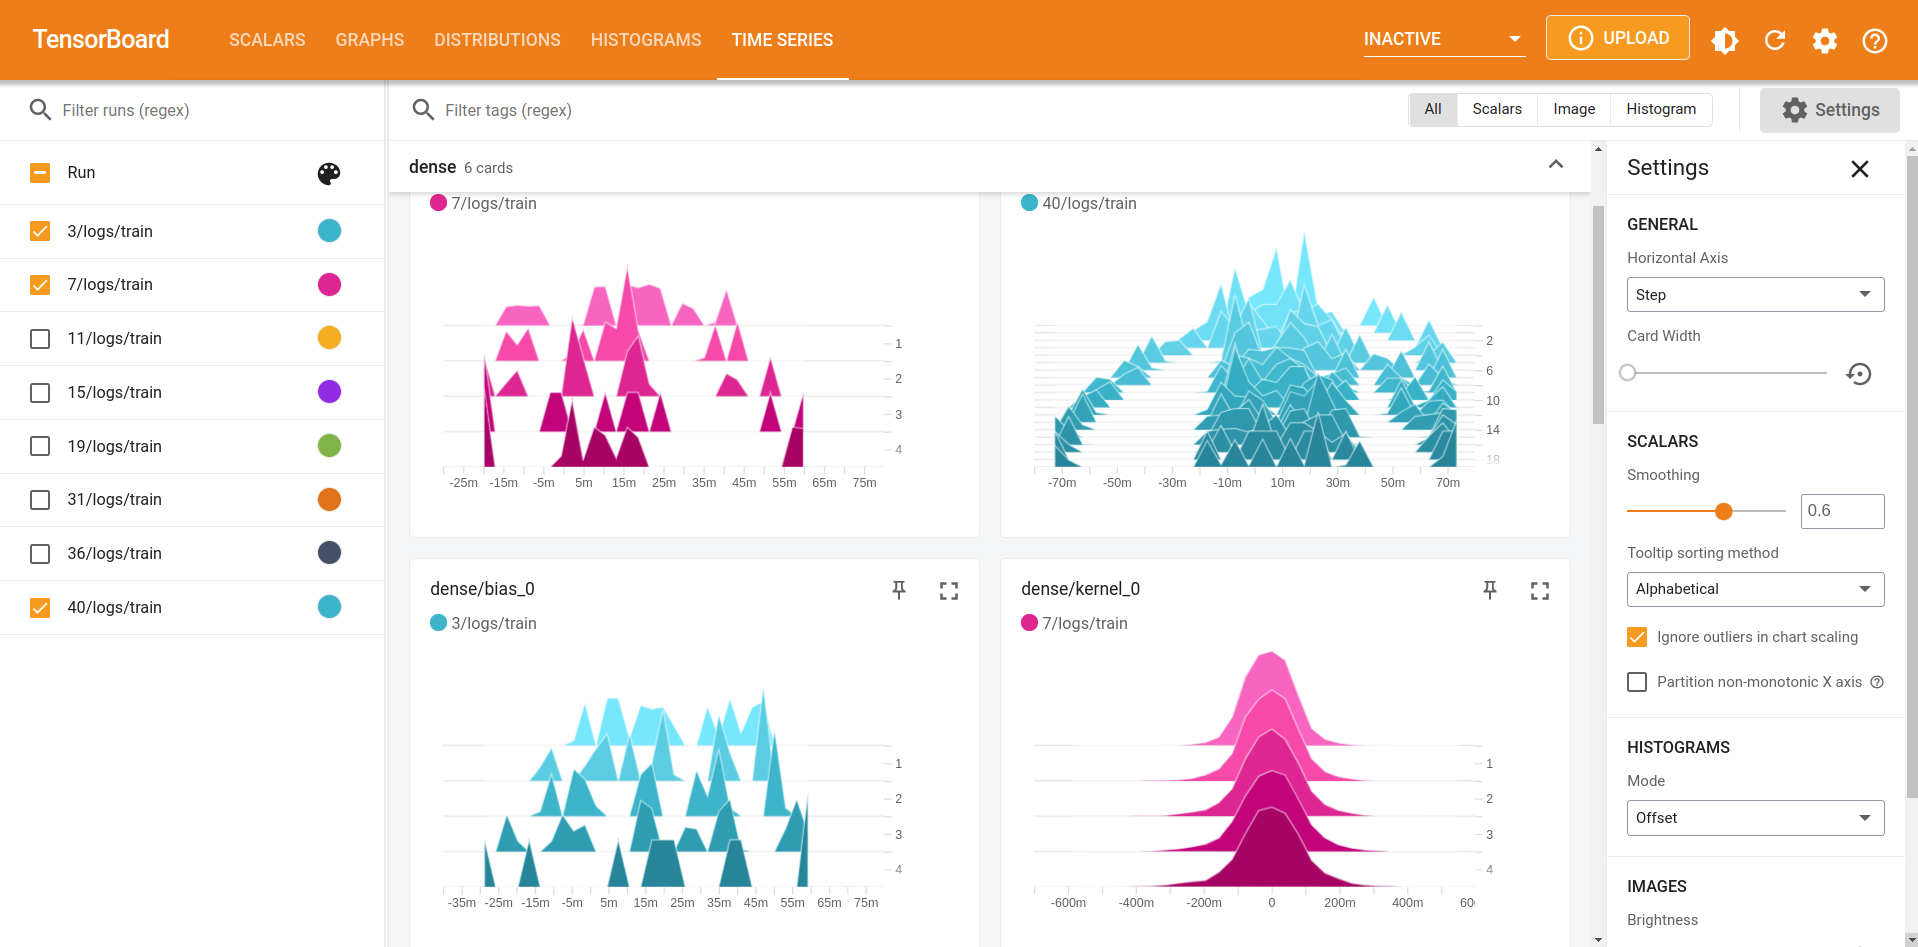 TensorBoard SCALARS GRAPHS DISTRIBUTIONS HISTOGRAMS TIME SERIES INACTIVE UPLOAD
Filter runs (regex)
Run
3/logs/train
7/logs/train
11/logs/train
15/logs/train
19/logs/train
31/logs/train
36/logs/train
40/logs/train
Filter tags (regex) All Scalars Image Histogram Settings
dense 6 cards
7/logs/train
1
2
3
4
-25m -15m -5m 5m 15m 25m 35m 45m 55m 65m 75m
40/logs/train
2
6
10
14
18
-70m -50m -30m -10m 10m 30m 50m 70m
dense/bias_0
3/logs/train
1
2
3
4
-35m -25m -15m -5m 5m 15m 25m 35m 45m 55m 65m 75m
dense/kernel_0
7/logs/train
1
2
3
4
-600m -400m -200m 0 200m 400m 60
Settings
GENERAL
Horizontal Axis
Step
Card Width
SCALARS
Smoothing
0.6
Tooltip sorting method
Alphabetical
Ignore outliers in chart scaling
Partition non-monotonic X axis
HISTOGRAMS
Mode
Offset
IMAGES
Brightness